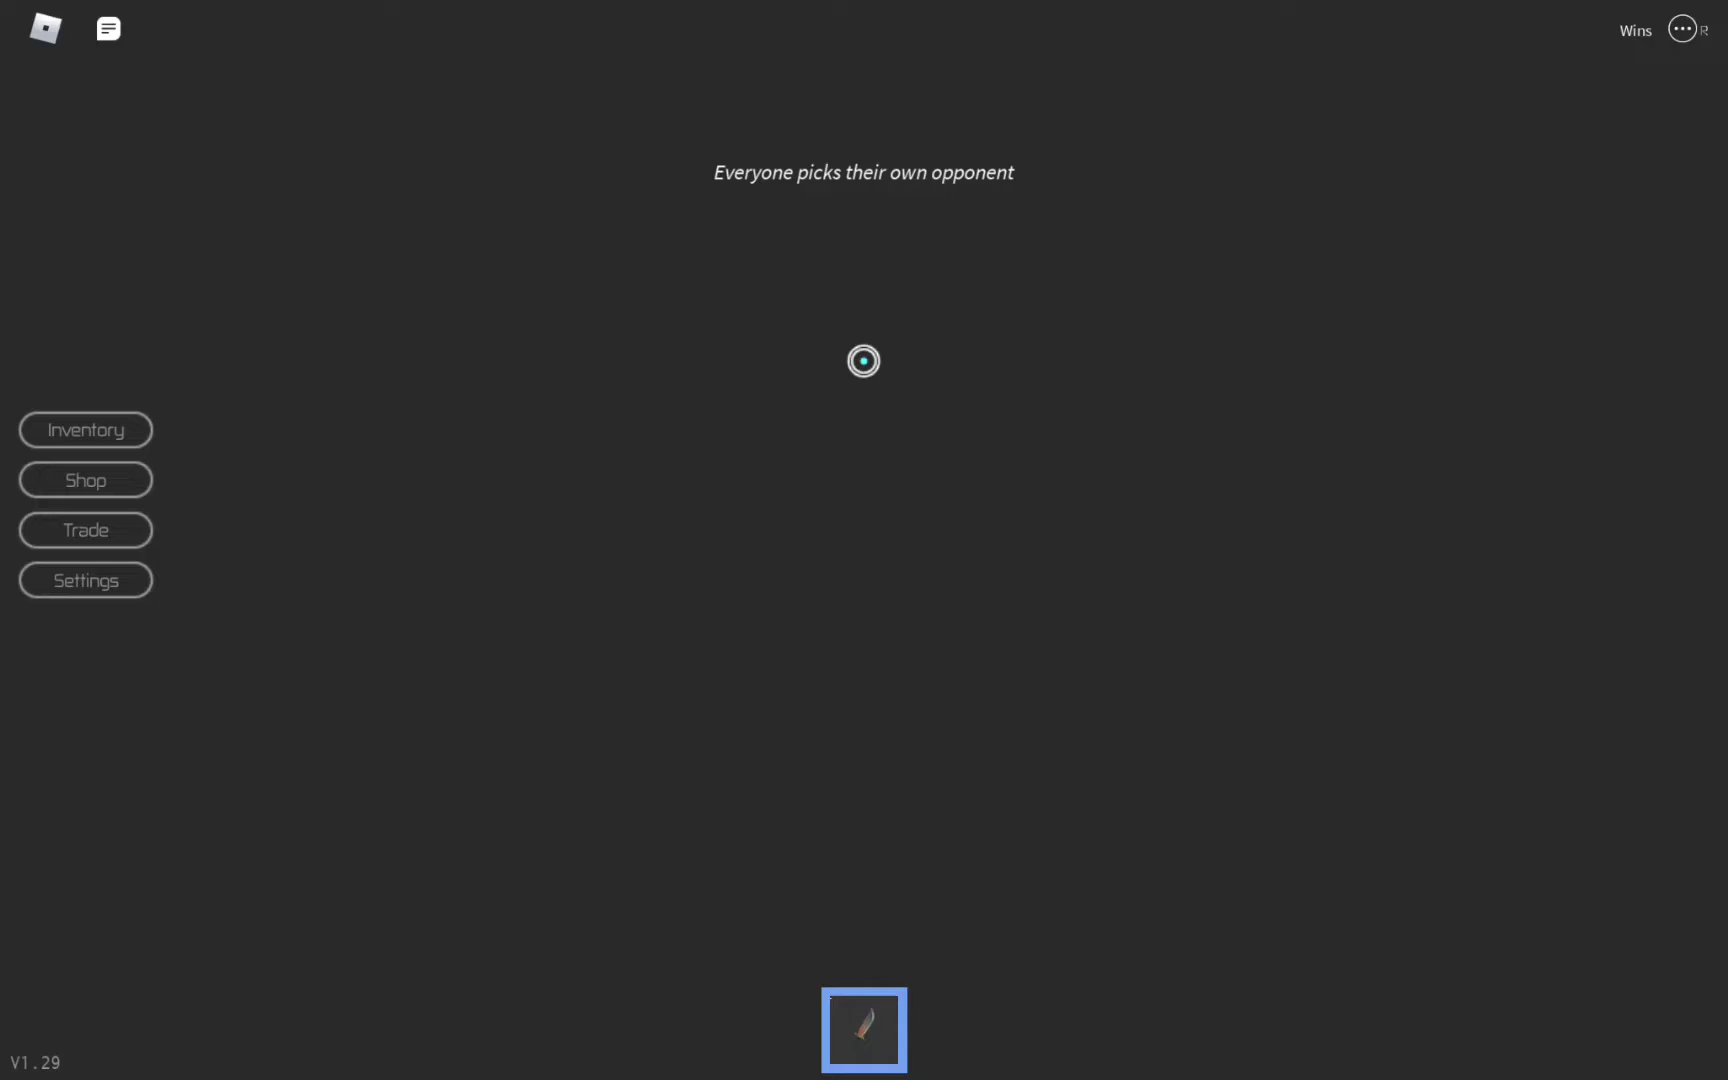 Wins
R
Everyone picks their own opponent
Inventory
Shop
Trade
Settings
V1.29